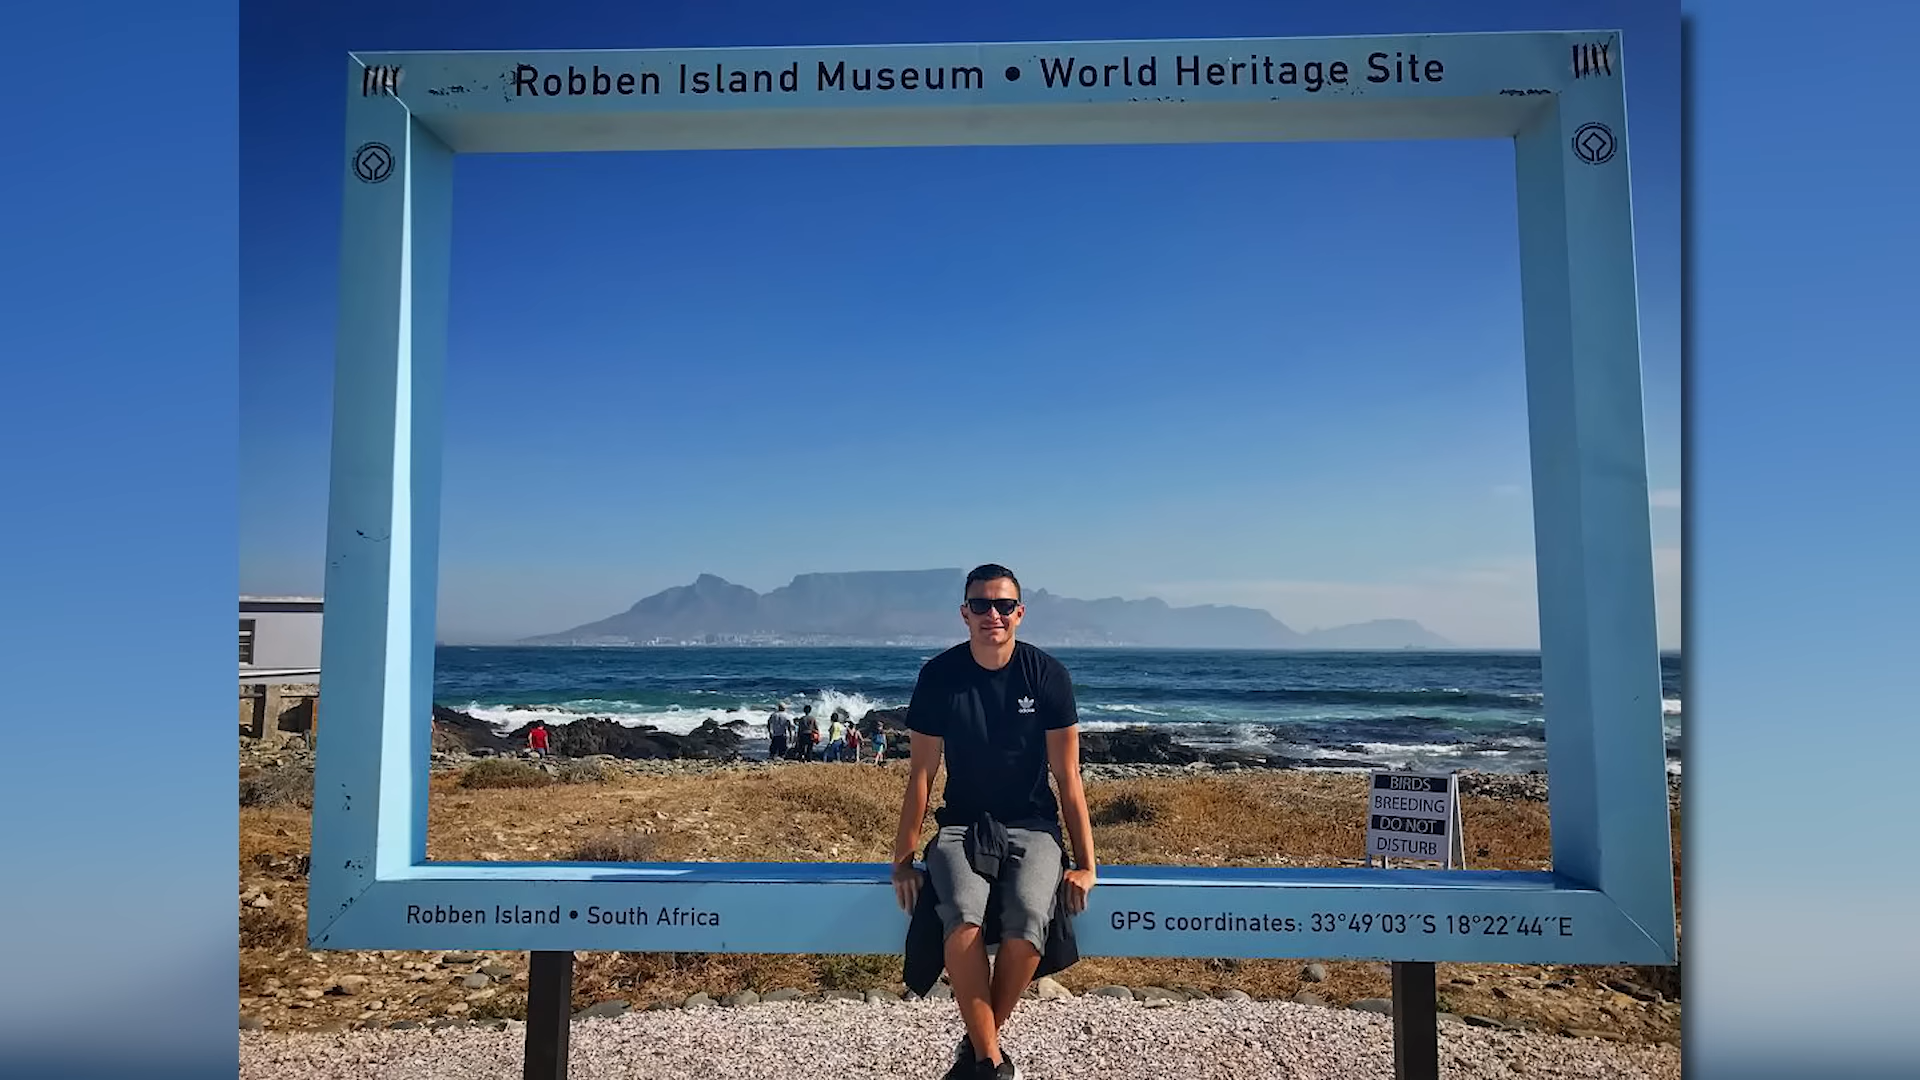 Robben Island Museum • World Heritage Site
adidas
BIRDS
BREEDING
DO NOT
DISTURB
Robben Island • South Africa
GPS coordinates: 33°49´03´´S 18°22´44´´E